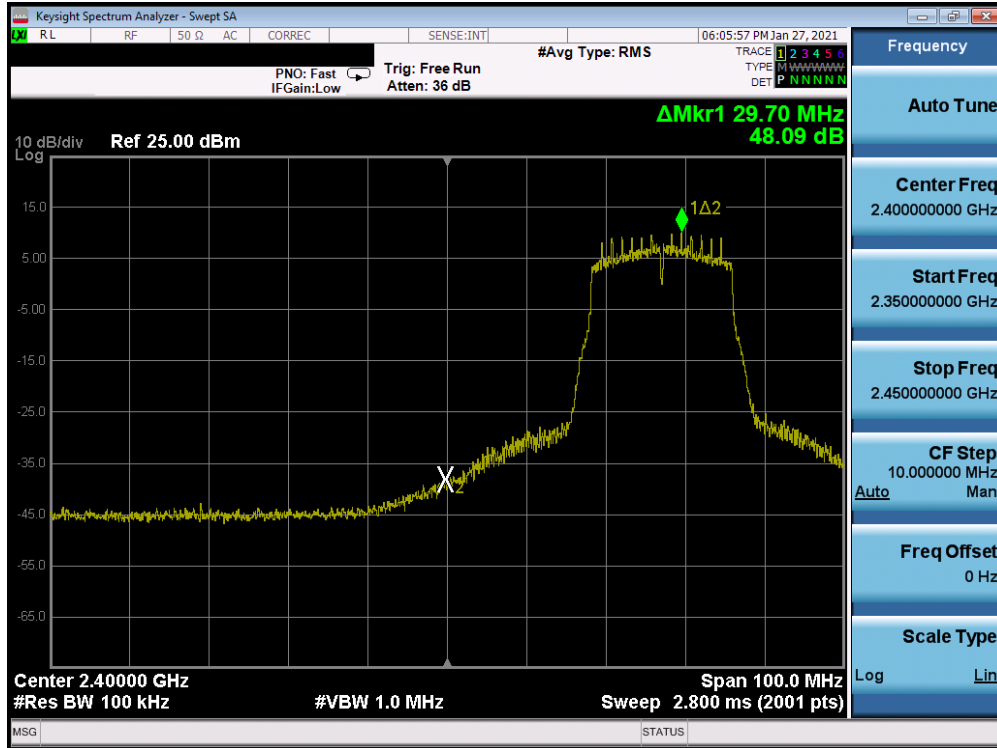 Keysight Spectrum Analyzer - Swept SA
LXI RL RF 50 Ω AC CORREC SENSE:INT 06:05:57 PM Jan 27, 2021
#Avg Type: RMS TRACE 1 2 3 4 5 6
PNO: Fast Trig: Free Run TYPE M WWWWW
IFGain:Low Atten: 36 dB DET P N N N N N
ΔMkr1 29.70 MHz
48.09 dB
10 dB/div Ref 25.00 dBm
Log
15.0
1Δ2
5.00
-5.00
-15.0
-25.0
-35.0
X2
-45.0
-55.0
-65.0
Center 2.40000 GHz Span 100.0 MHz
#Res BW 100 kHz #VBW 1.0 MHz Sweep 2.800 ms (2001 pts)
MSG STATUS
Frequency
Auto Tune
Center Freq
2.400000000 GHz
Start Freq
2.350000000 GHz
Stop Freq
2.450000000 GHz
CF Step
10.000000 MHz
Auto Man
Freq Offset
0 Hz
Scale Type
Log Lin